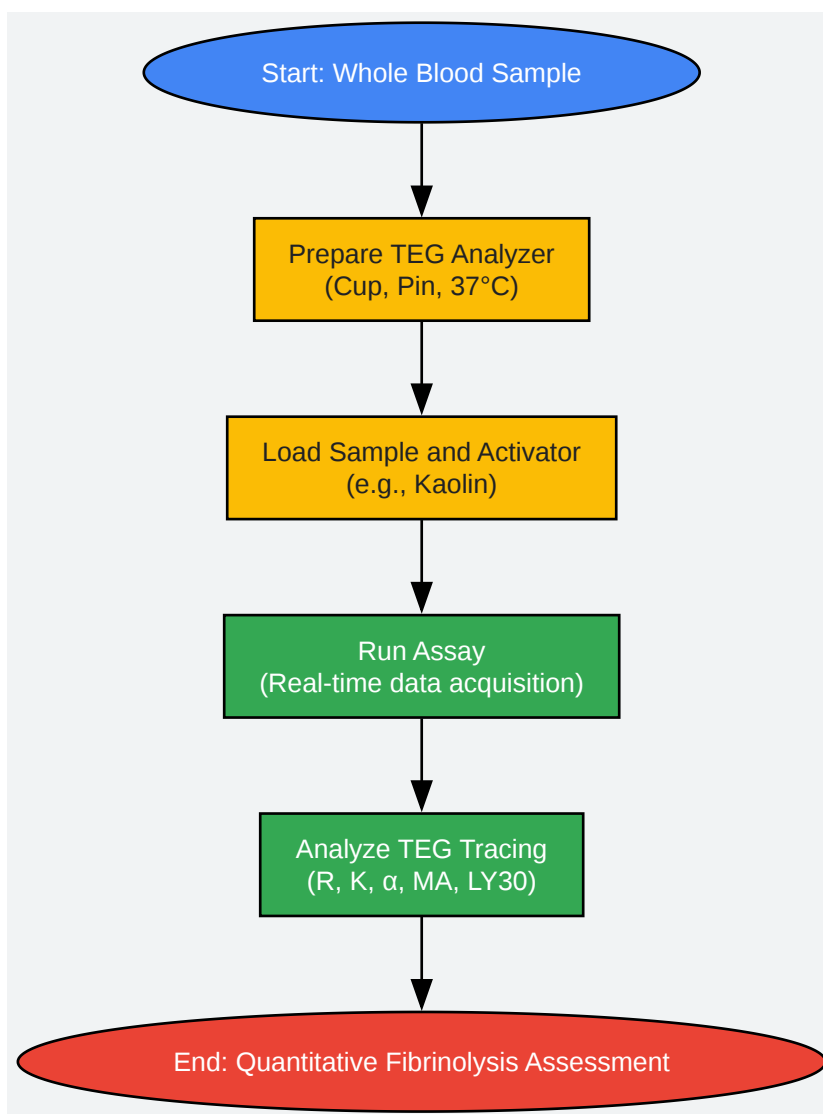 Start: Whole Blood Sample
Prepare TEG Analyzer
(Cup, Pin, 37°C)
Load Sample and Activator
(e.g., Kaolin)
Run Assay
(Real-time data acquisition)
Analyze TEG Tracing
(R, K, α, MA, LY30)
End: Quantitative Fibrinolysis Assessment